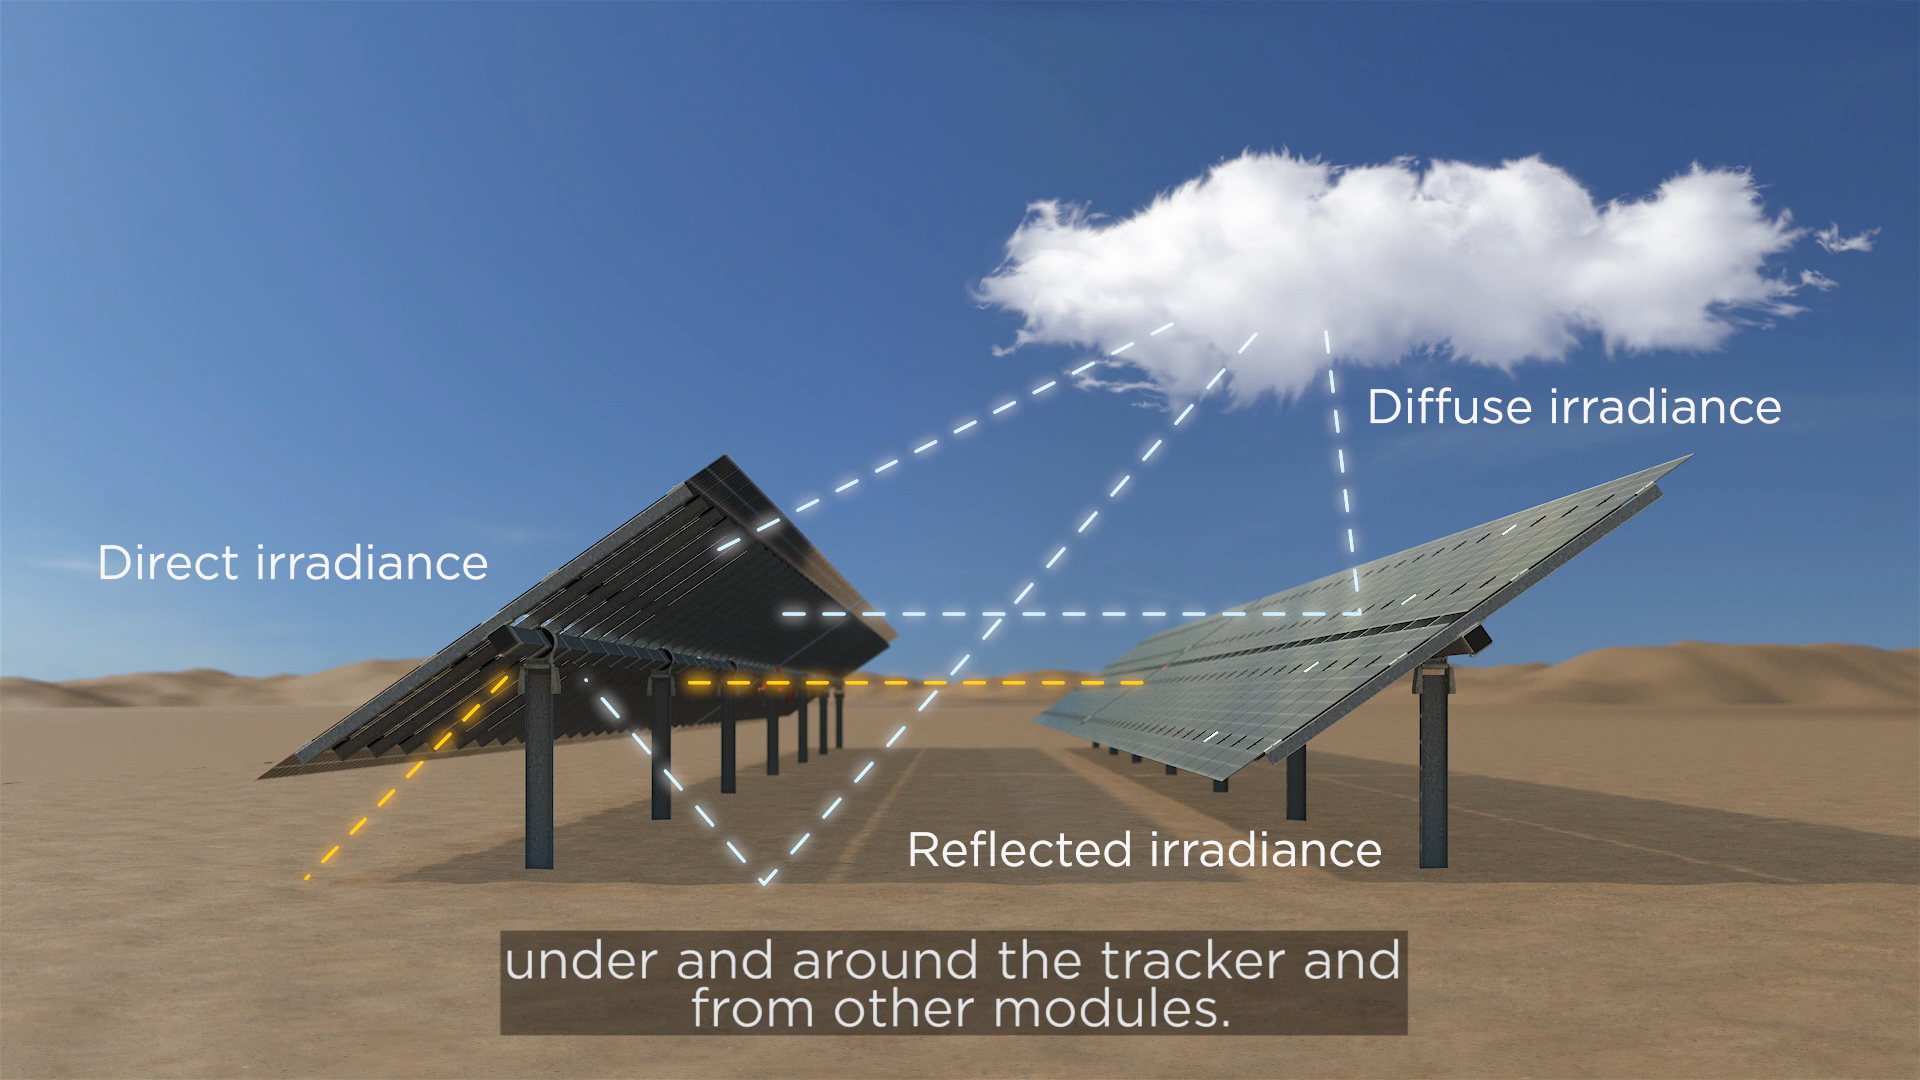 Diffuse irradiance
Direct irradiance
Reflected irradiance
under and around the tracker and
from other modules.